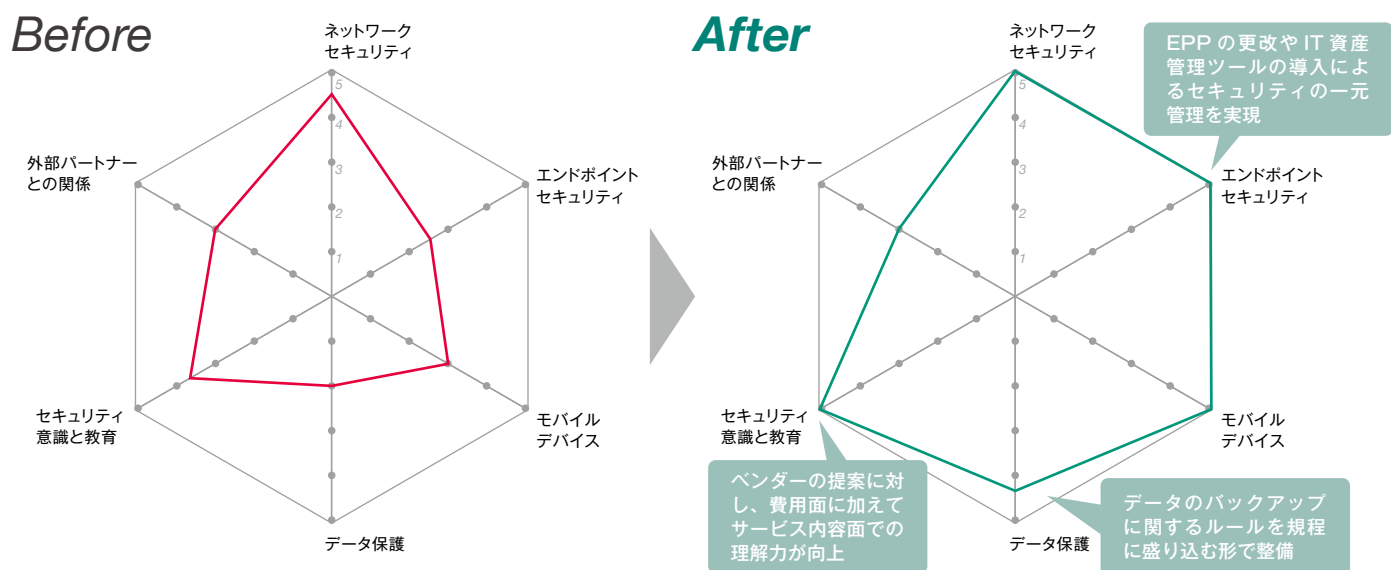 Before
ネットワーク
セキュリティ
5
4
3
2
1
外部パートナー
との関係
エンドポイント
セキュリティ
セキュリティ
意識と教育
モバイル
デバイス
データ保護
After
ネットワーク
セキュリティ
5
4
3
2
1
EPP の更改や IT 資産
管理ツールの導入によ
るセキュリティの一元
管理を実現
外部パートナー
との関係
エンドポイント
セキュリティ
セキュリティ
意識と教育
モバイル
デバイス
ベンダーの提案に対
し、費用面に加えて
サービス内容面での
理解力が向上
データ保護
データのバックアップ
に関するルールを規程
に盛り込む形で整備